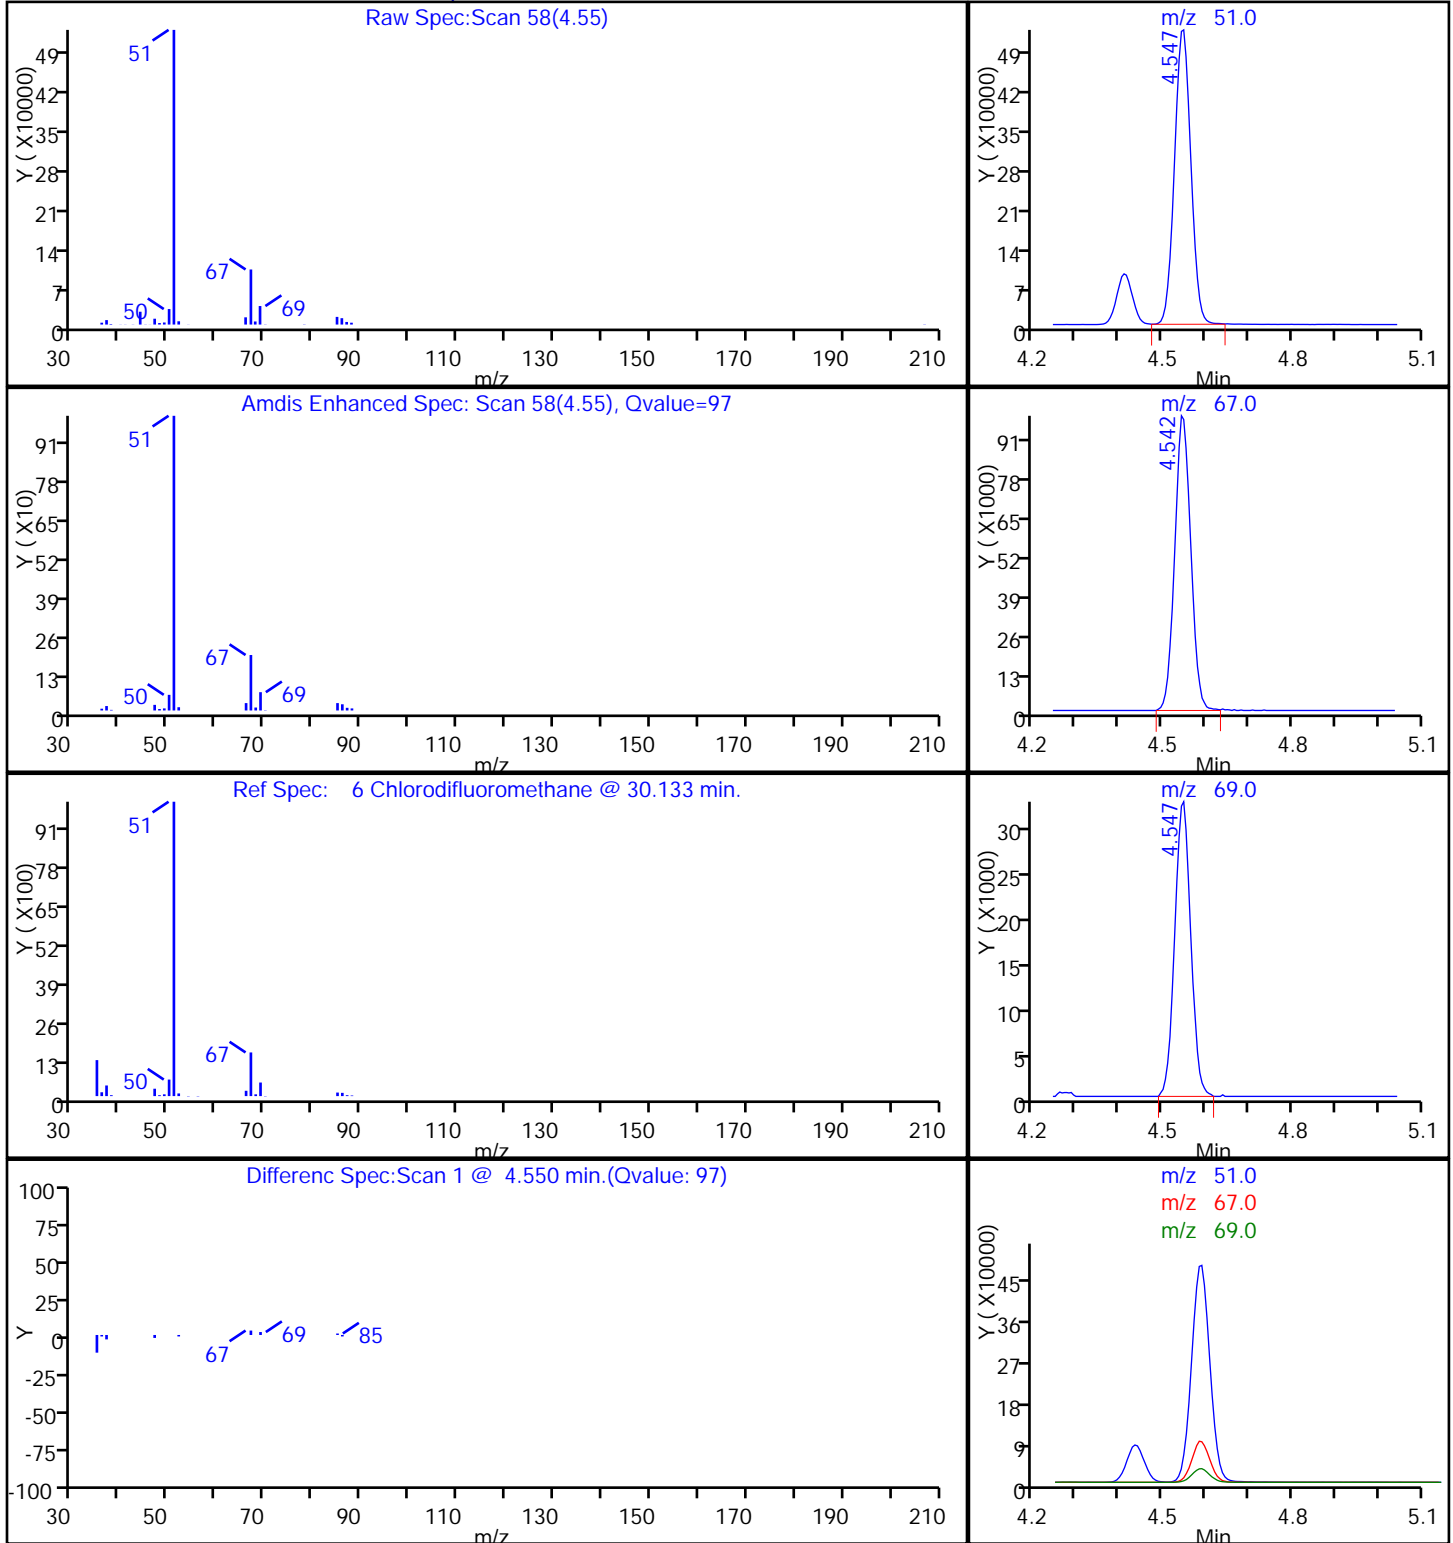 Raw Spec:Scan 58(4.55)
Y ( X10000)
49
42
35
28
21
14
7
0
51
50
67
69
30 50 70 90 110 130 150 170 190 210
m/z
m/z 51.0
Y ( X10000)
49
42
35
28
21
14
7
0
4.547
4.2 4.5 4.8 5.1
Min
Amdis Enhanced Spec: Scan 58(4.55), Qvalue=97
Y ( X10)
91
78
65
52
39
26
13
0
51
50
67
69
30 50 70 90 110 130 150 170 190 210
m/z
m/z 67.0
Y ( X1000)
91
78
65
52
39
26
13
0
4.542
4.2 4.5 4.8 5.1
Min
Ref Spec: 6 Chlorodifluoromethane @ 30.133 min.
Y ( X100)
91
78
65
52
39
26
13
0
51
50
67
30 50 70 90 110 130 150 170 190 210
m/z
m/z 69.0
Y ( X1000)
30
25
20
15
10
5
0
4.547
4.2 4.5 4.8 5.1
Min
Differenc Spec:Scan 1 @ 4.550 min.(Qvalue: 97)
Y
100
75
50
25
0
-25
-50
-75
-100
67
69
85
30 50 70 90 110 130 150 170 190 210
m/z
m/z 51.0
m/z 67.0
m/z 69.0
Y ( X10000)
45
36
27
18
9
0
4.2 4.5 4.8 5.1
Min